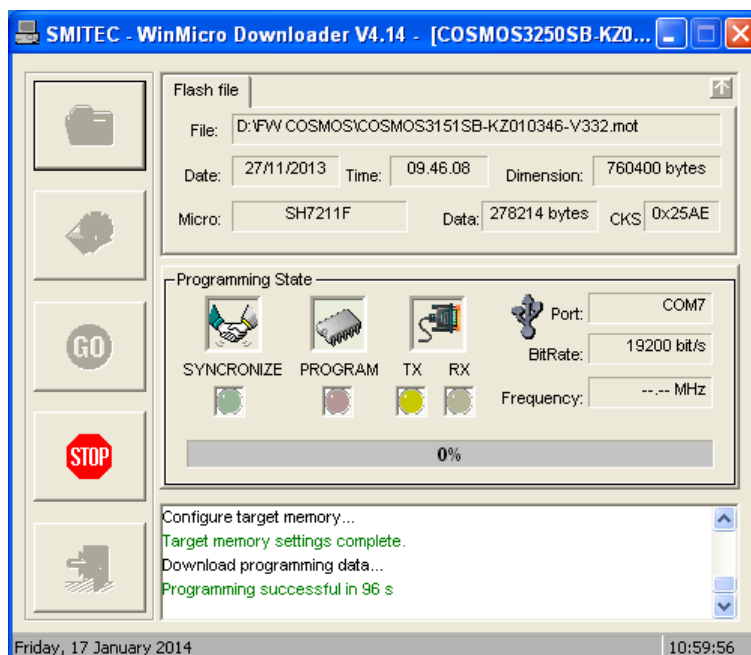 SMITEC - WinMicro Downloader V4.14 - [COSMOS3250SB-KZ0...
Flash file
File: D:\FW COSMOS\COSMOS3151SB-KZ010346-V332.mot
Date: 27/11/2013 Time: 09.46.08 Dimension: 760400 bytes
Micro: SH7211F Data: 278214 bytes CKS 0x25AE
GO
STOP
Programming State
SYNCRONIZE PROGRAM TX RX
Port: COM7
BitRate: 19200 bit/s
Frequency: --.-- MHz
0%
Configure target memory...
Target memory settings complete.
Download programming data...
Programming successful in 96 s
Friday, 17 January 2014 10:59:56